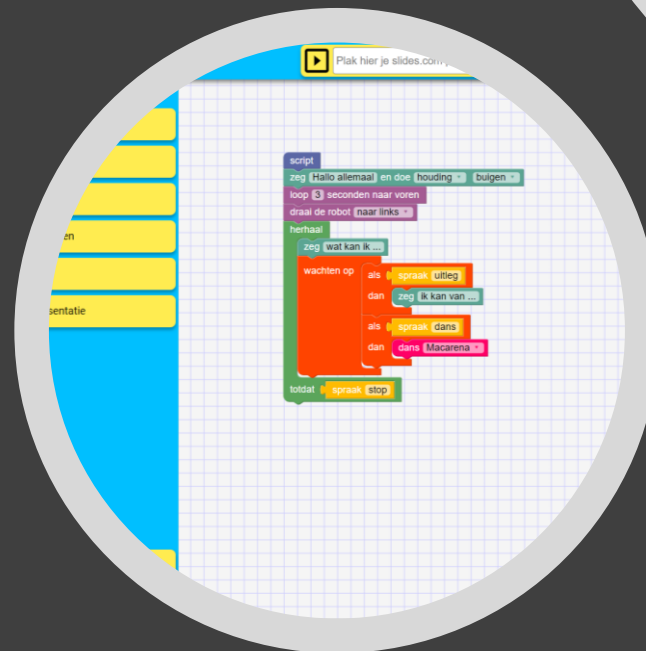 Plak hier je slides.com
script
zeg Hallo allemaal en doe houding buigen
loop 3 seconden naar voren
draai de robot naar links
herhaal
zeg wat kan ik ...
wachten op
als spraak uitleg
dan zeg Ik kan van ...
als spraak dans
dan dans Macarena
totdat spraak stop
en
sentatie